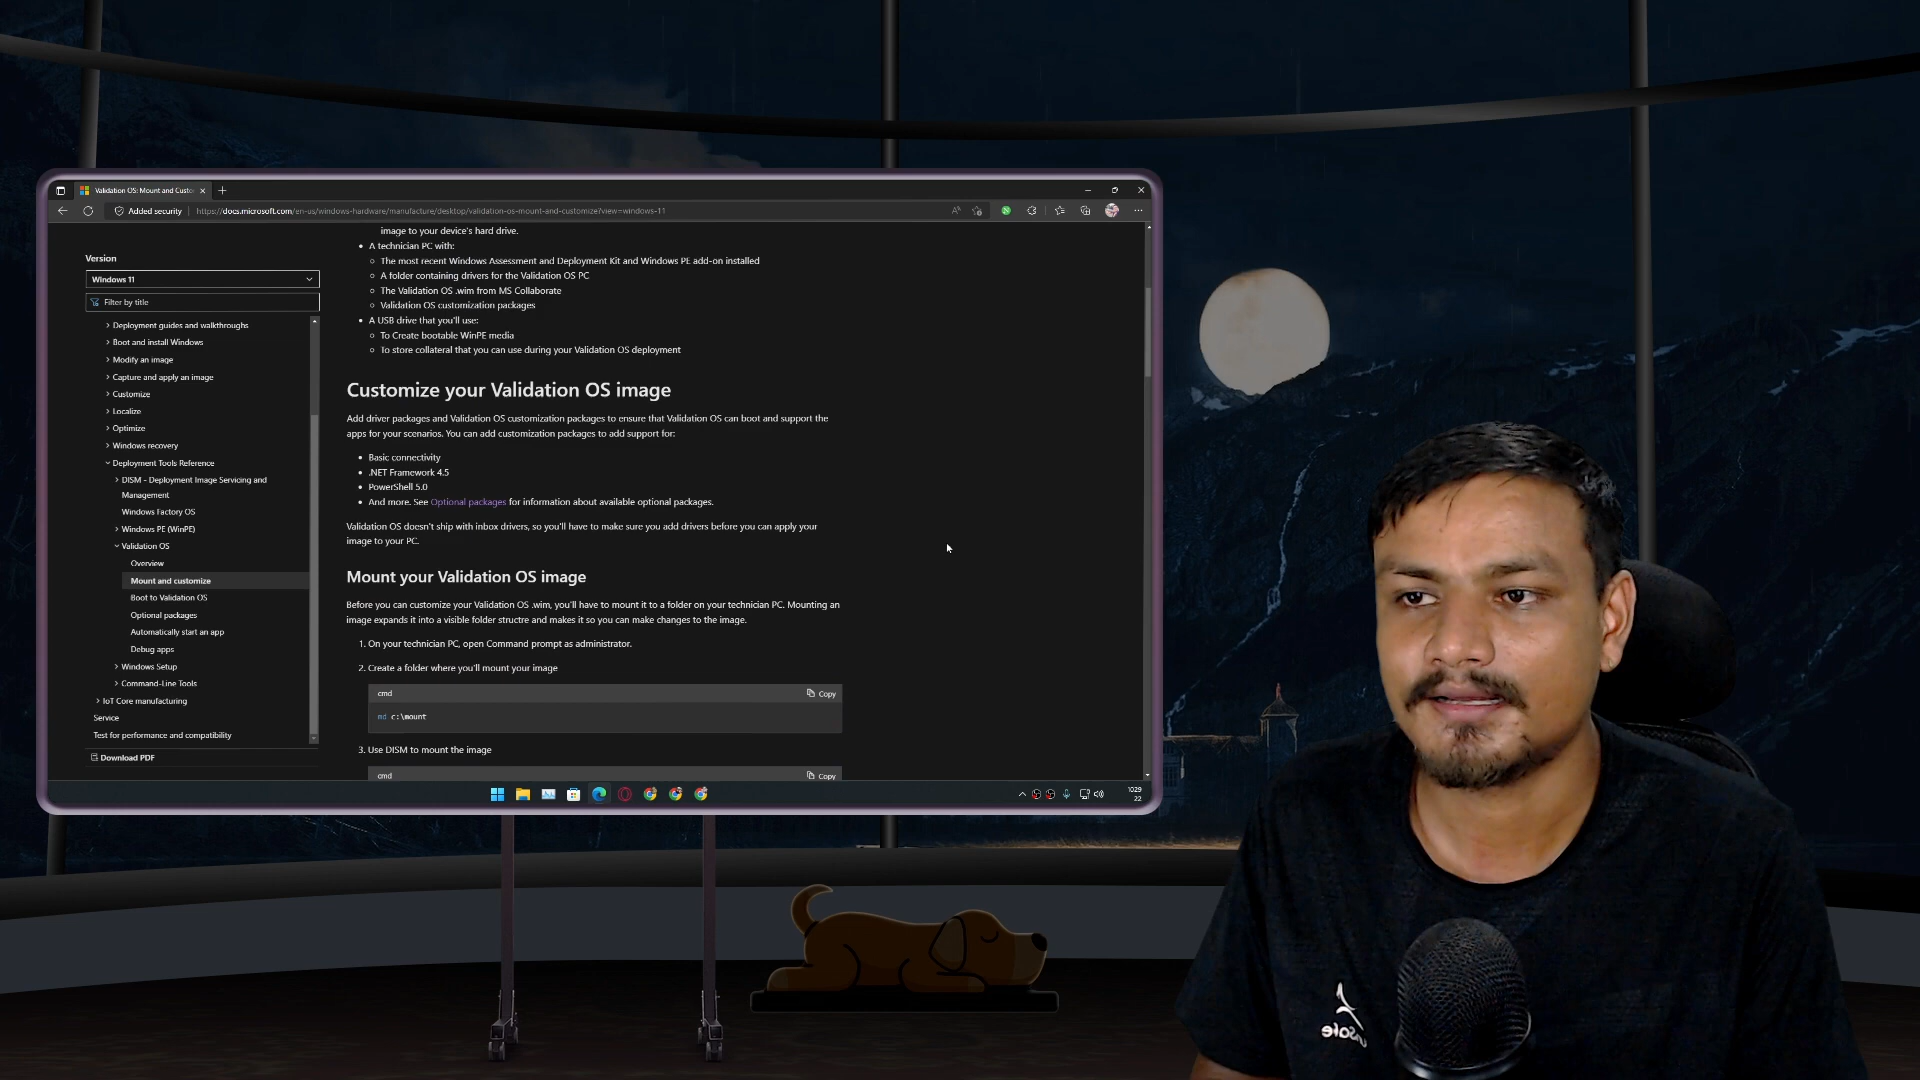 Validation OS: Mount and Custo
Added security
https://docs.microsoft.com/en-us/windows-hardware/manufacture/desktop/validation-os-mount-and-customize?view=windows-11
Version
Windows 11
Filter by title
Deployment guides and walkthroughs
Boot and install Windows
Modify an image
Capture and apply an image
Customize
Localize
Optimize
Windows recovery
Deployment Tools Reference
DISM - Deployment Image Servicing and
Management
Windows Factory OS
Windows PE (WinPE)
Validation OS
Overview
Mount and customize
Boot to Validation OS
Optional packages
Automatically start an app
Debug apps
Windows Setup
Command-Line Tools
IoT Core manufacturing
Service
Test for performance and compatibility
Download PDF
image to your device's hard drive.
A technician PC with:
The most recent Windows Assessment and Deployment Kit and Windows PE add-on installed
A folder containing drivers for the Validation OS PC
The Validation OS .wim from MS Collaborate
Validation OS customization packages
A USB drive that you'll use:
To Create bootable WinPE media
To store collateral that you can use during your Validation OS deployment
Customize your Validation OS image
Add driver packages and Validation OS customization packages to ensure that Validation OS can boot and support the
apps for your scenarios. You can add customization packages to add support for:
Basic connectivity
.NET Framework 4.5
PowerShell 5.0
And more. See Optional packages for information about available optional packages.
Validation OS doesn't ship with inbox drivers, so you'll have to make sure you add drivers before you can apply your
image to your PC.
Mount your Validation OS image
Before you can customize your Validation OS .wim, you'll have to mount it to a folder on your technician PC. Mounting an
image expands it into a visible folder structre and makes it so you can make changes to the image.
1. On your technician PC, open Command prompt as administrator.
2. Create a folder where you'll mount your image
cmd
Copy
md c:\mount
3. Use DISM to mount the image
cmd
Copy
1029
22